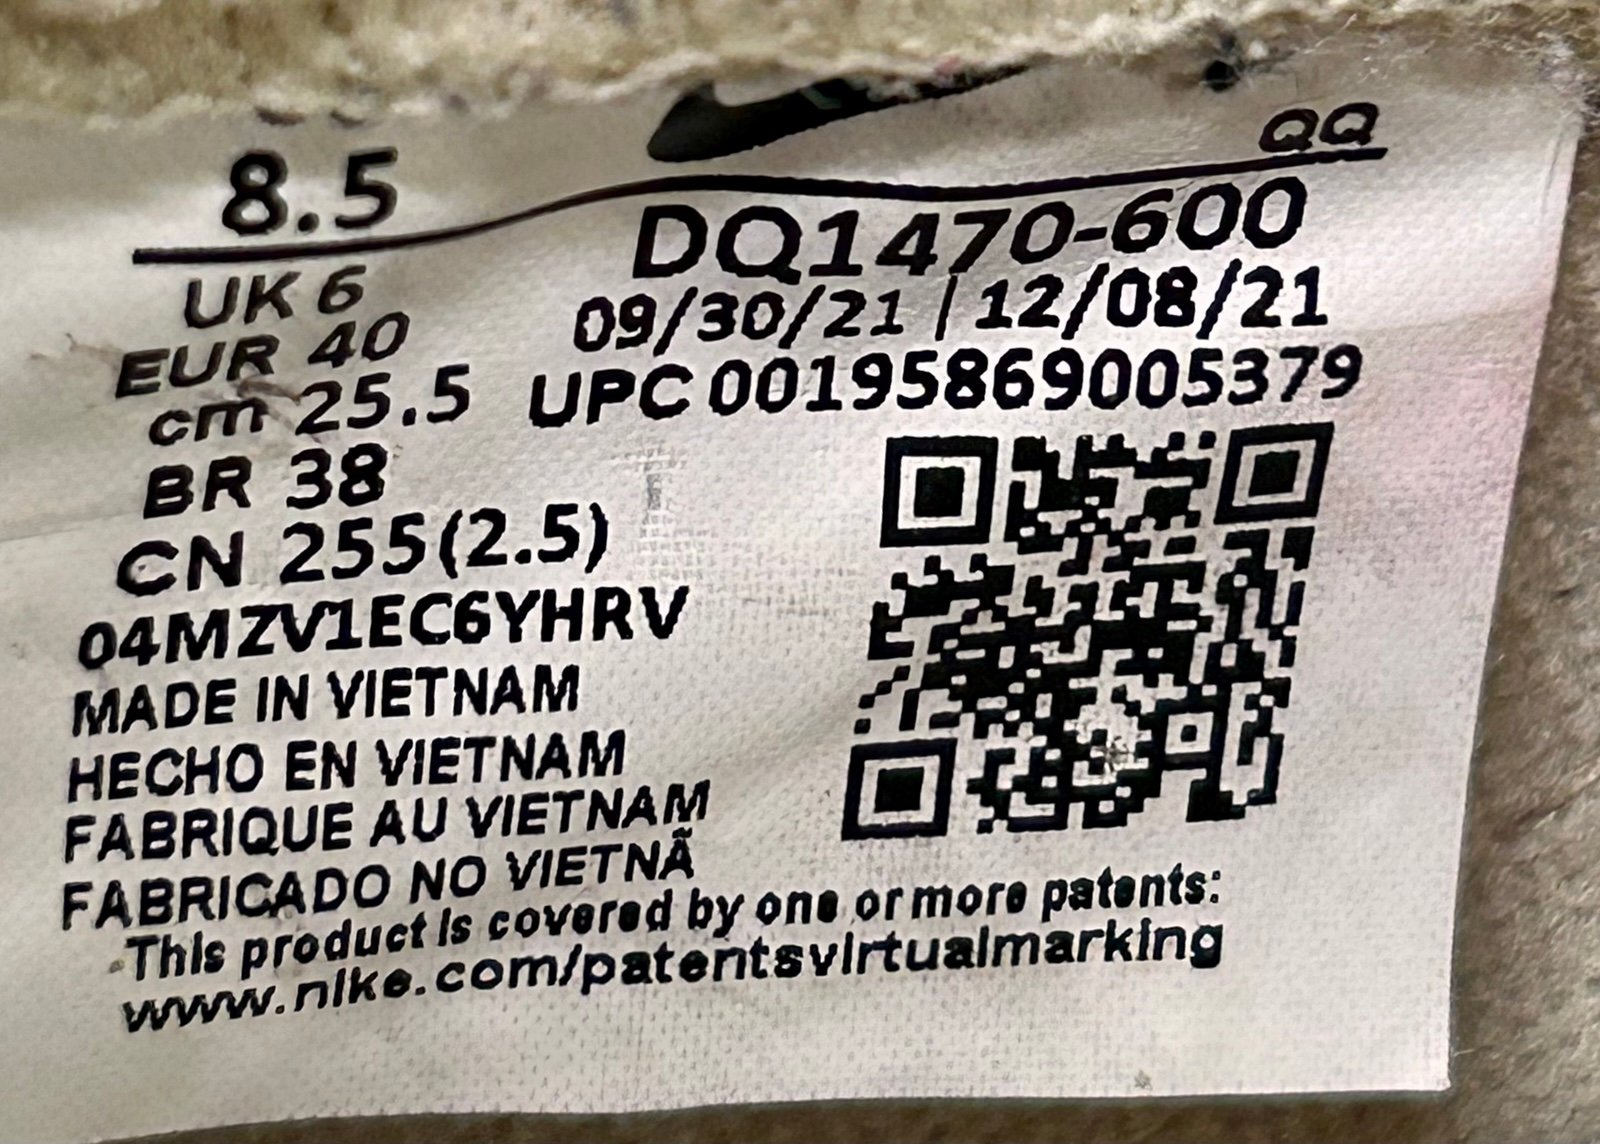 8.5
QQ
UK 6
EUR 40
cm 25.5
BR 38
CN 255(2.5)
DQ1470-600
09/30/21 | 12/08/21
UPC 00195869005379
04MZV1EC6YHRV
MADE IN VIETNAM
HECHO EN VIETNAM
FABRIQUE AU VIETNAM
FABRICADO NO VIETNÃ
This product is covered by one or more patents:
www.nike.com/patentsvirtualmarking